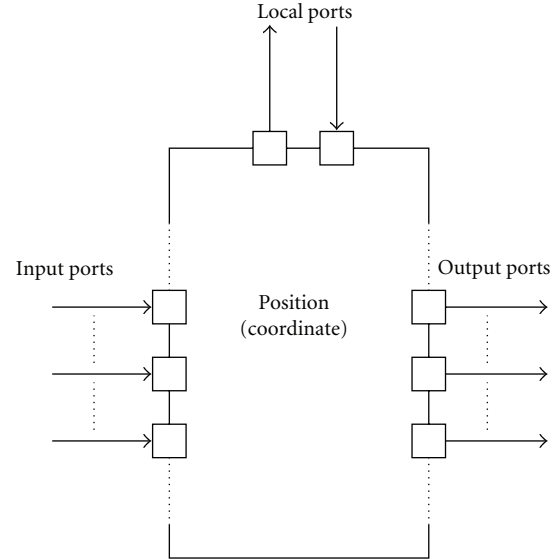 Local ports
Input ports
Output ports
Position
(coordinate)